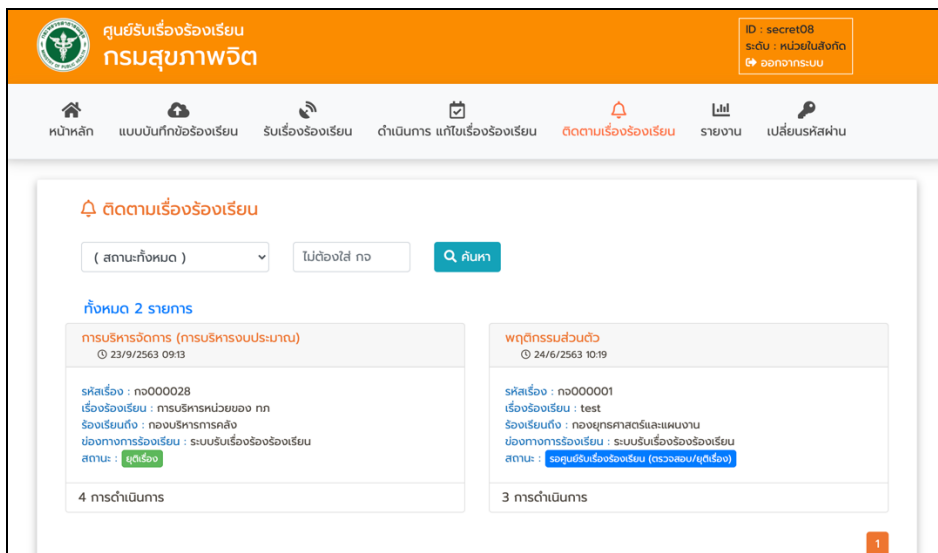 ศูนย์รับเรื่องร้องเรียน
กรมสุขภาพจิต
ID : secret08
ระดับ : หน่วยในสังกัด
ออกจากระบบ
หน้าหลัก
แบบบันทึกข้อร้องเรียน
รับเรื่องร้องเรียน
ดำเนินการ แก้ไขเรื่องร้องเรียน
ติดตามเรื่องร้องเรียน
รายงาน
เปลี่ยนรหัสผ่าน
ติดตามเรื่องร้องเรียน
( สถานะทั้งหมด )
ไม่ต้องใส่ กจ
ค้นหา
ทั้งหมด 2 รายการ
การบริหารจัดการ (การบริหารงบประมาณ)
23/9/2563 09:13
รหัสเรื่อง : กจ000028
เรื่องร้องเรียน : การบริหารหน่วยของ ทภ
ร้องเรียนถึง : กองบริหารการคลัง
ช่องทางการร้องเรียน : ระบบรับเรื่องร้องร้องเรียน
สถานะ : ยุติเรื่อง
4 การดำเนินการ
พฤติกรรมส่วนตัว
24/6/2563 10:19
รหัสเรื่อง : กจ000001
เรื่องร้องเรียน : test
ร้องเรียนถึง : กองยุทธศาสตร์และแผนงาน
ช่องทางการร้องเรียน : ระบบรับเรื่องร้องร้องเรียน
สถานะ : รอศูนย์รับเรื่องร้องเรียน (ตรวจสอบ/ยุติเรื่อง)
3 การดำเนินการ
1